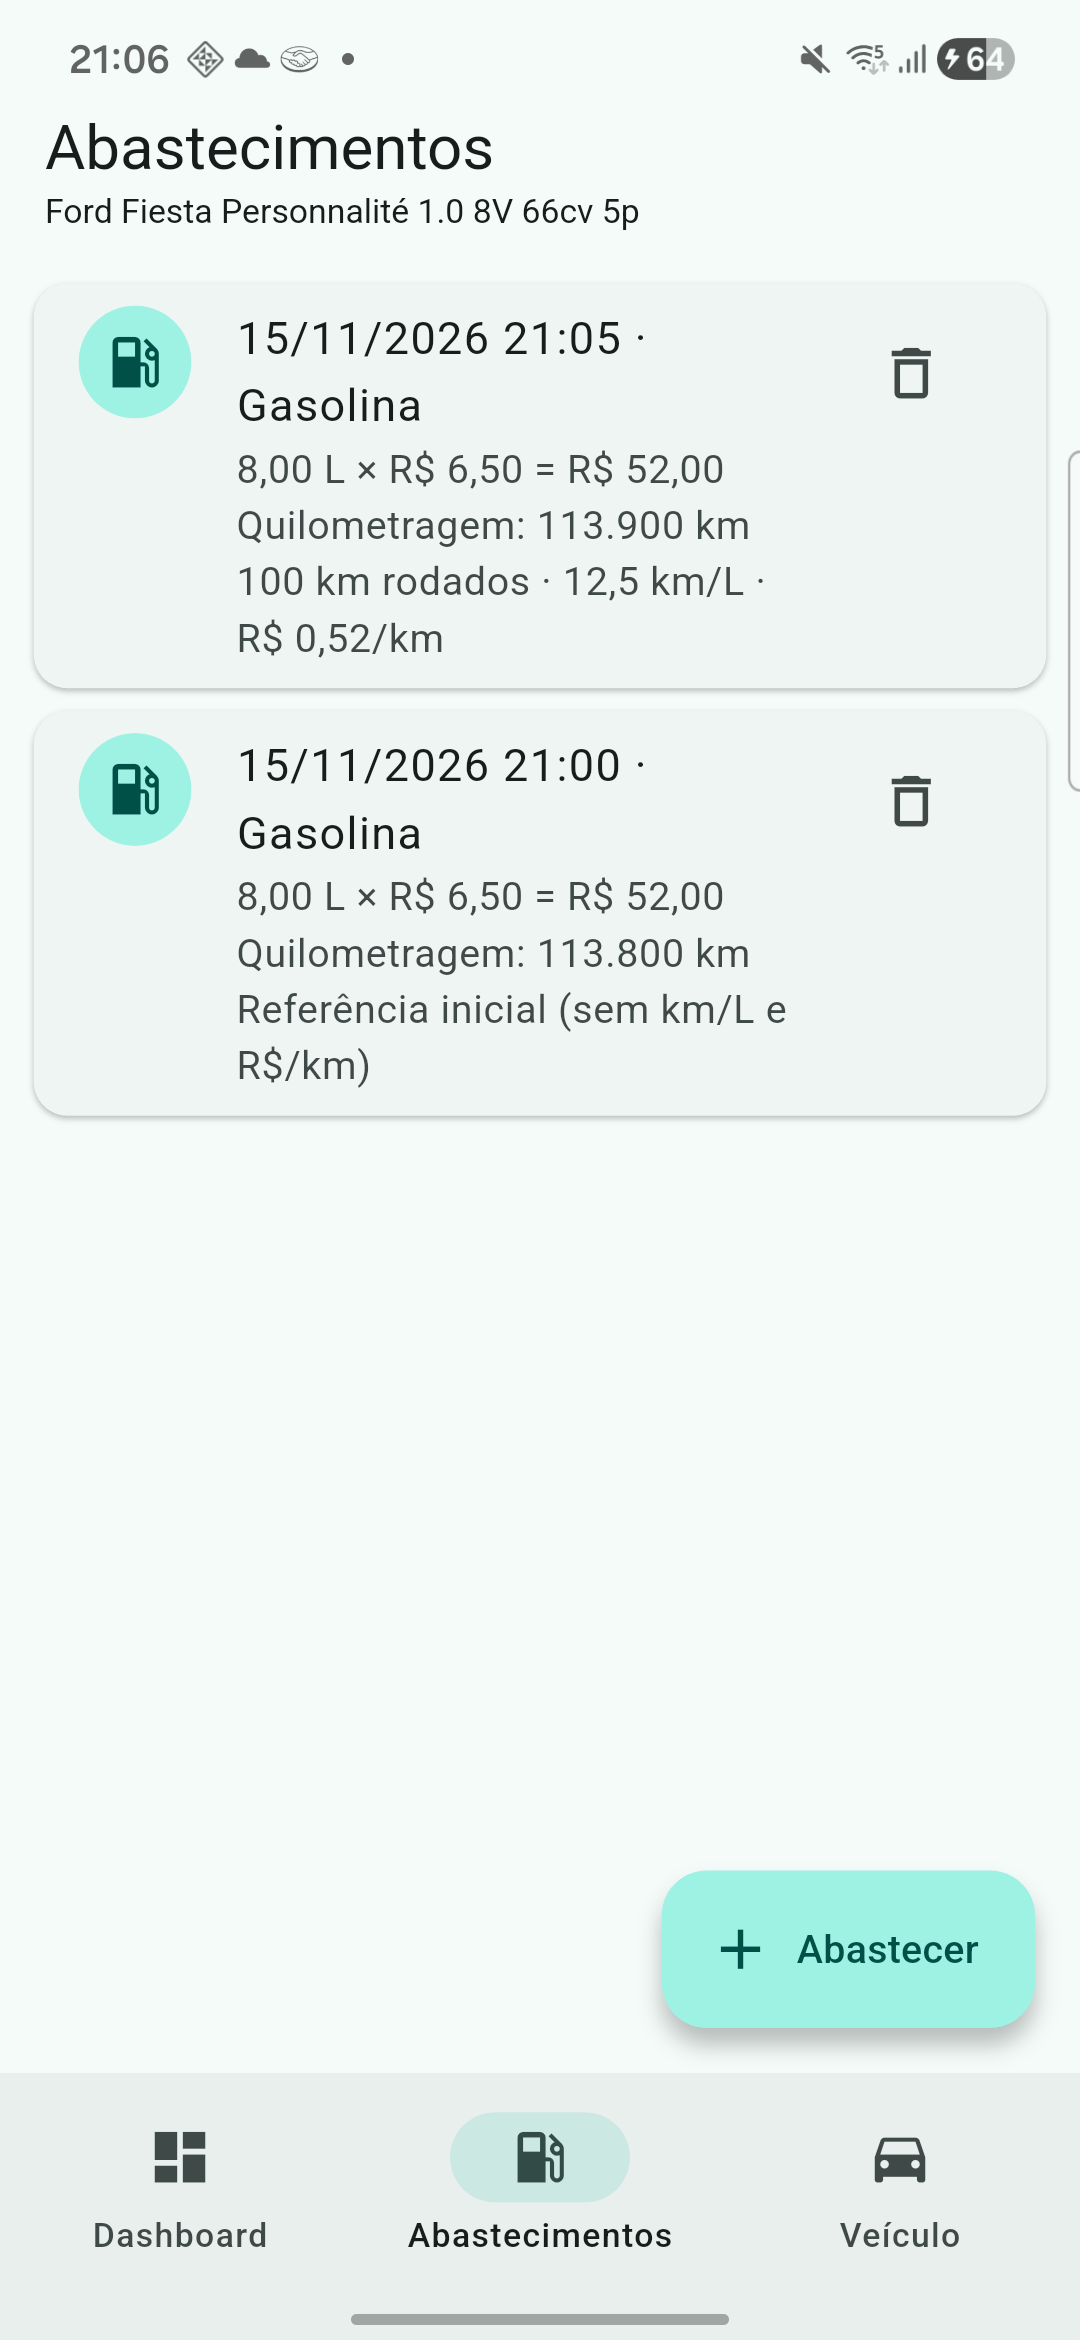 21:06
5
64
Abastecimentos
Ford Fiesta Personnalité 1.0 8V 66cv 5p
15/11/2026 21:05 ·
Gasolina
8,00 L × R$ 6,50 = R$ 52,00
Quilometragem: 113.900 km
100 km rodados · 12,5 km/L ·
R$ 0,52/km
15/11/2026 21:00 ·
Gasolina
8,00 L × R$ 6,50 = R$ 52,00
Quilometragem: 113.800 km
Referência inicial (sem km/L e
R$/km)
+ Abastecer
Dashboard
Abastecimentos
Veículo